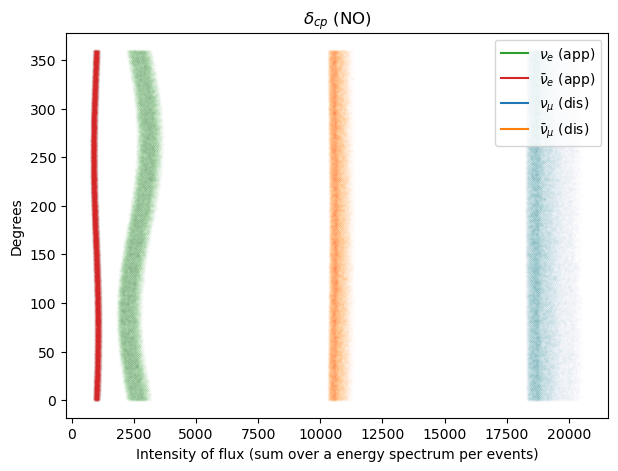 δcp (NO)
νe (app)
ν̄e (app)
νμ (dis)
ν̄μ (dis)
Degrees
350
300
250
200
150
100
50
0
0 2500 5000 7500 10000 12500 15000 17500 20000
Intensity of flux (sum over a energy spectrum per events)